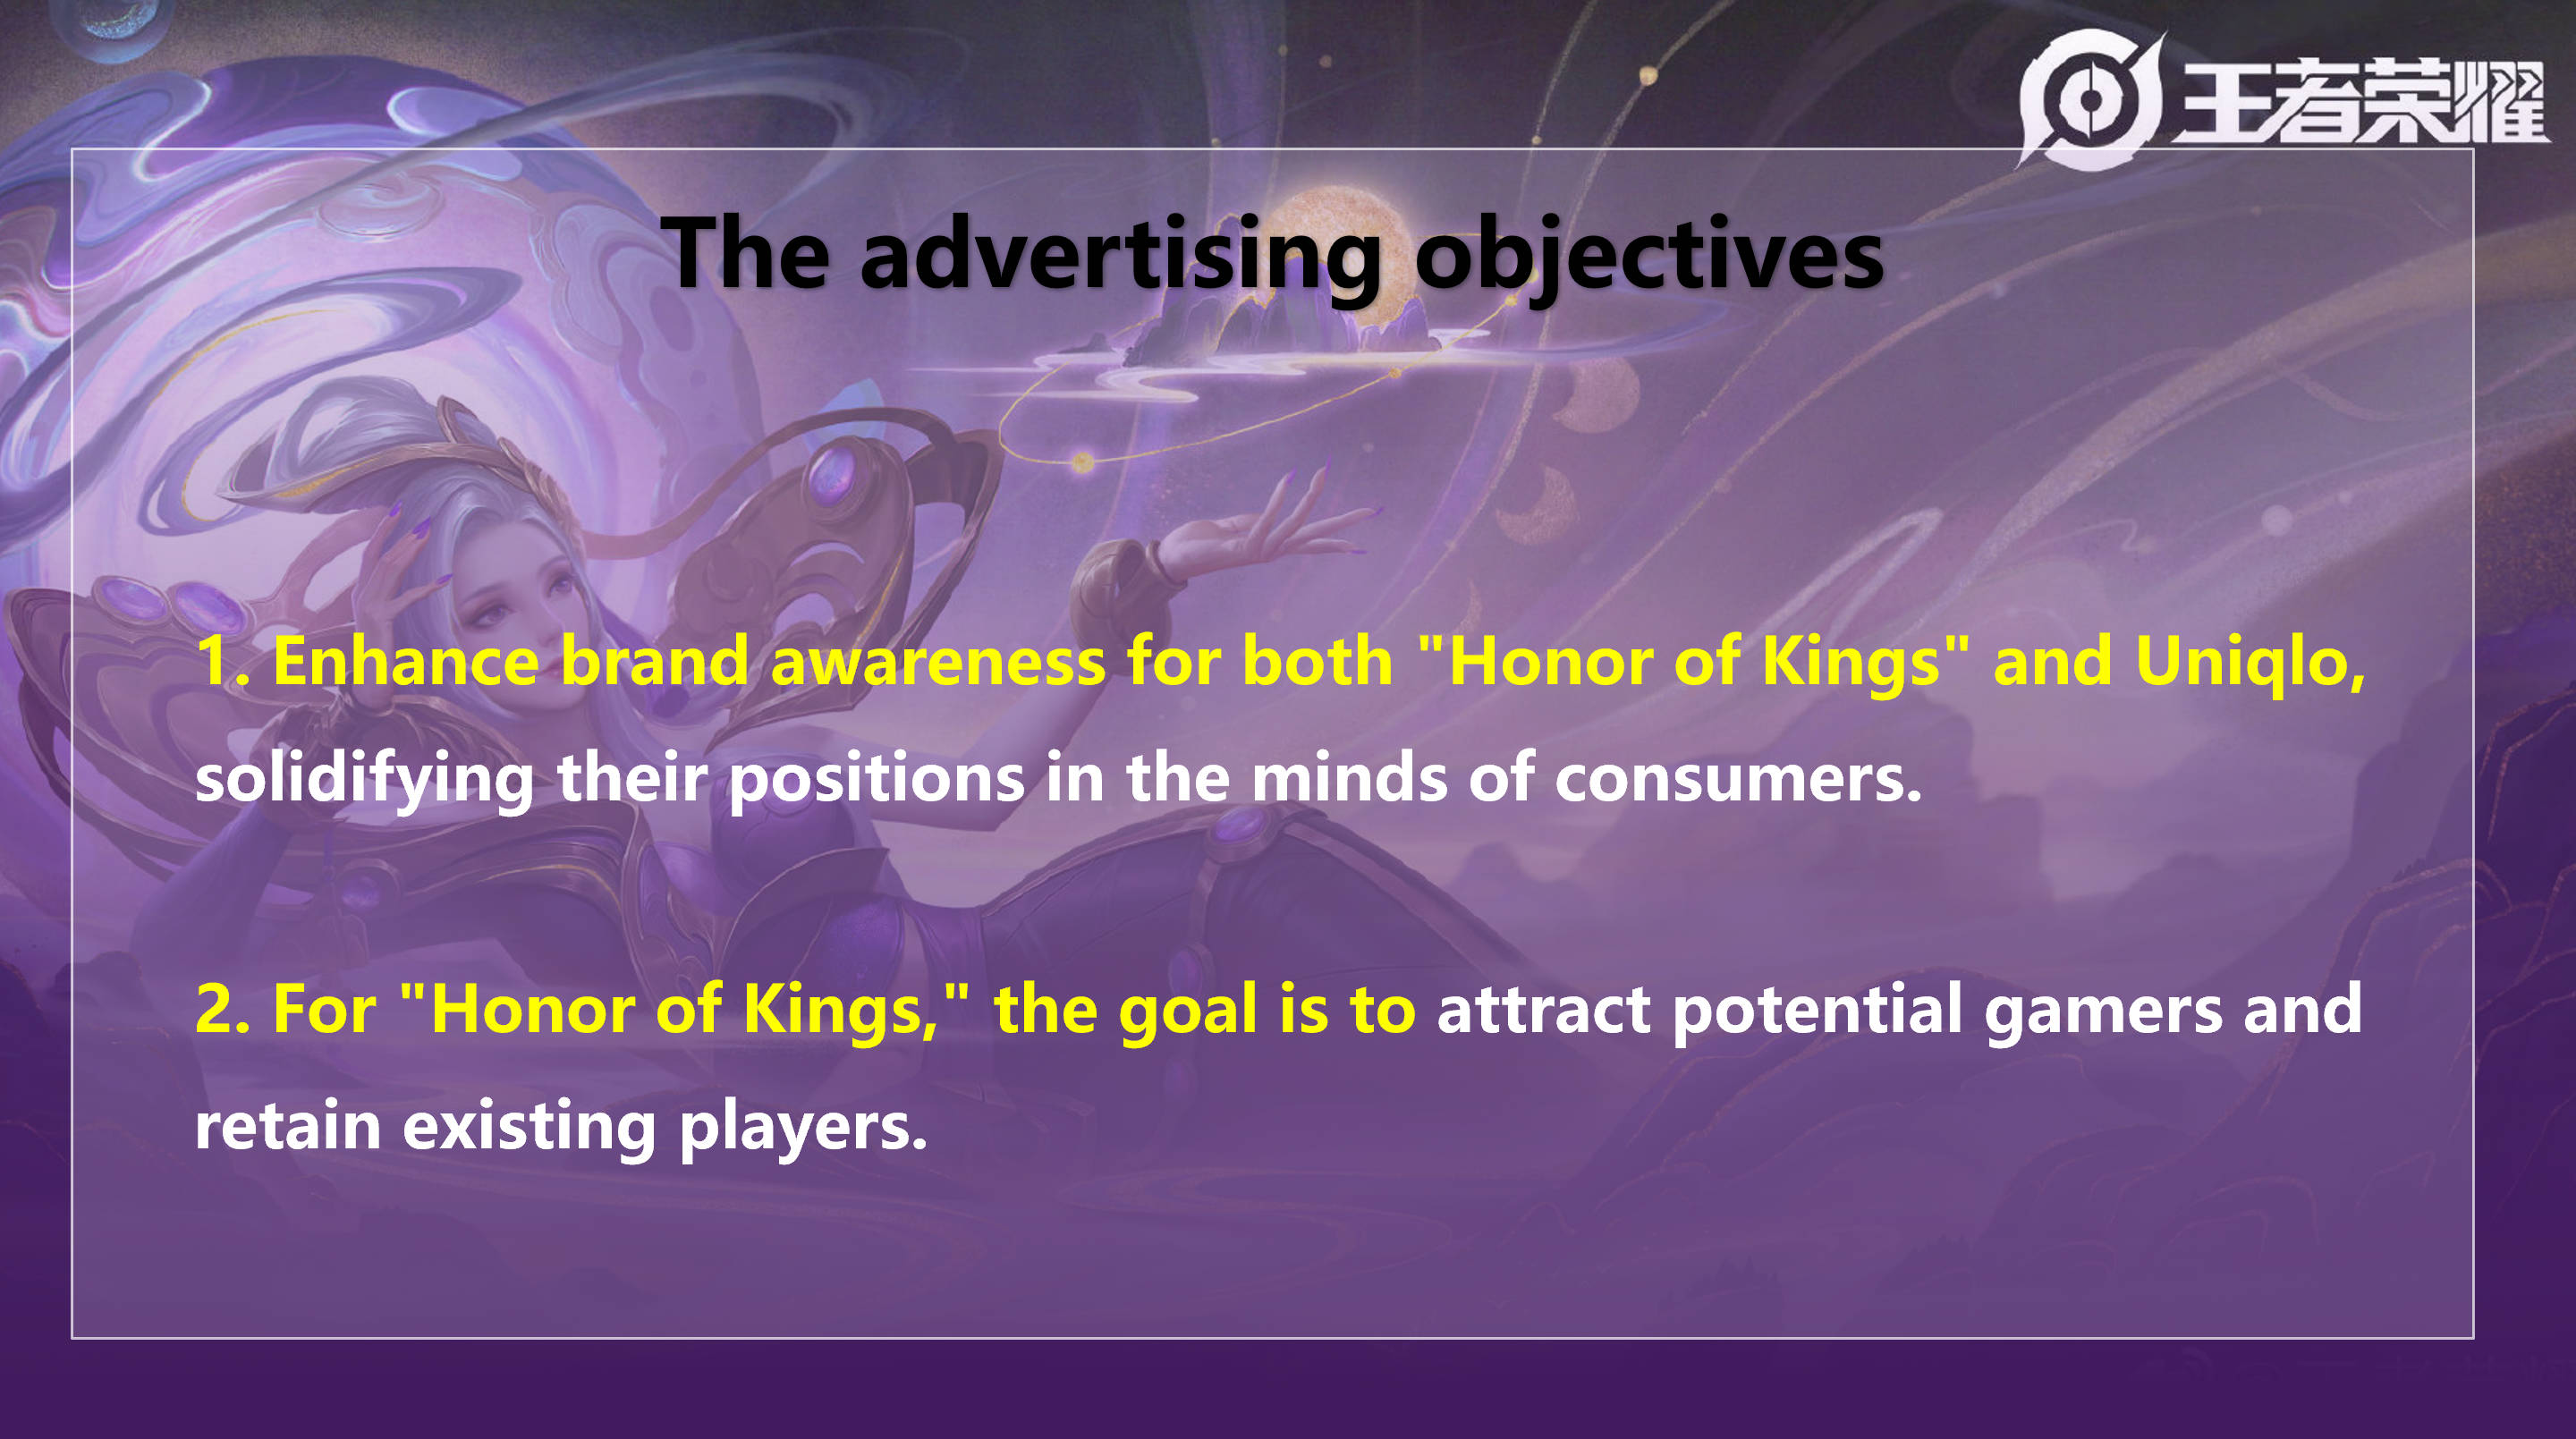 王者荣耀
The advertising objectives
1. Enhance brand awareness for both "Honor of Kings" and Uniqlo,
solidifying their positions in the minds of consumers.
2. For "Honor of Kings," the goal is to attract potential gamers and
retain existing players.